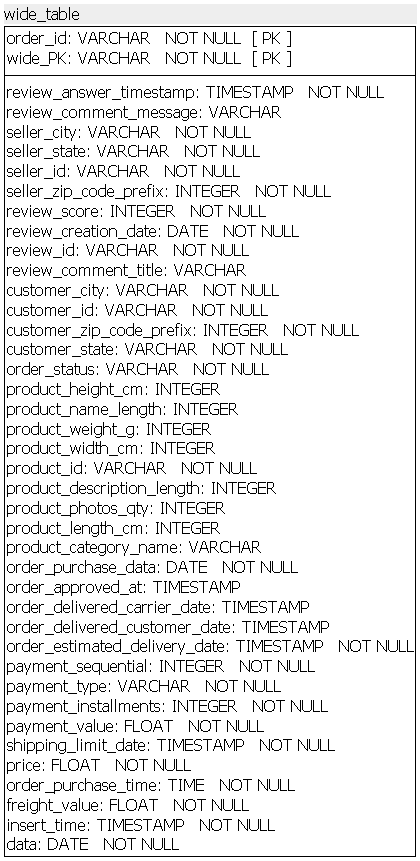 wide_table
order_id: VARCHAR NOT NULL [ PK ]
wide_PK: VARCHAR NOT NULL [ PK ]
review_answer_timestamp: TIMESTAMP NOT NULL
review_comment_message: VARCHAR
seller_city: VARCHAR NOT NULL
seller_state: VARCHAR NOT NULL
seller_id: VARCHAR NOT NULL
seller_zip_code_prefix: INTEGER NOT NULL
review_score: INTEGER NOT NULL
review_creation_date: DATE NOT NULL
review_id: VARCHAR NOT NULL
review_comment_title: VARCHAR
customer_city: VARCHAR NOT NULL
customer_id: VARCHAR NOT NULL
customer_zip_code_prefix: INTEGER NOT NULL
customer_state: VARCHAR NOT NULL
order_status: VARCHAR NOT NULL
product_height_cm: INTEGER
product_name_length: INTEGER
product_weight_g: INTEGER
product_width_cm: INTEGER
product_id: VARCHAR NOT NULL
product_description_length: INTEGER
product_photos_qty: INTEGER
product_length_cm: INTEGER
product_category_name: VARCHAR
order_purchase_data: DATE NOT NULL
order_approved_at: TIMESTAMP
order_delivered_carrier_date: TIMESTAMP
order_delivered_customer_date: TIMESTAMP
order_estimated_delivery_date: TIMESTAMP NOT NULL
payment_sequential: INTEGER NOT NULL
payment_type: VARCHAR NOT NULL
payment_installments: INTEGER NOT NULL
payment_value: FLOAT NOT NULL
shipping_limit_date: TIMESTAMP NOT NULL
price: FLOAT NOT NULL
order_purchase_time: TIME NOT NULL
freight_value: FLOAT NOT NULL
insert_time: TIMESTAMP NOT NULL
data: DATE NOT NULL